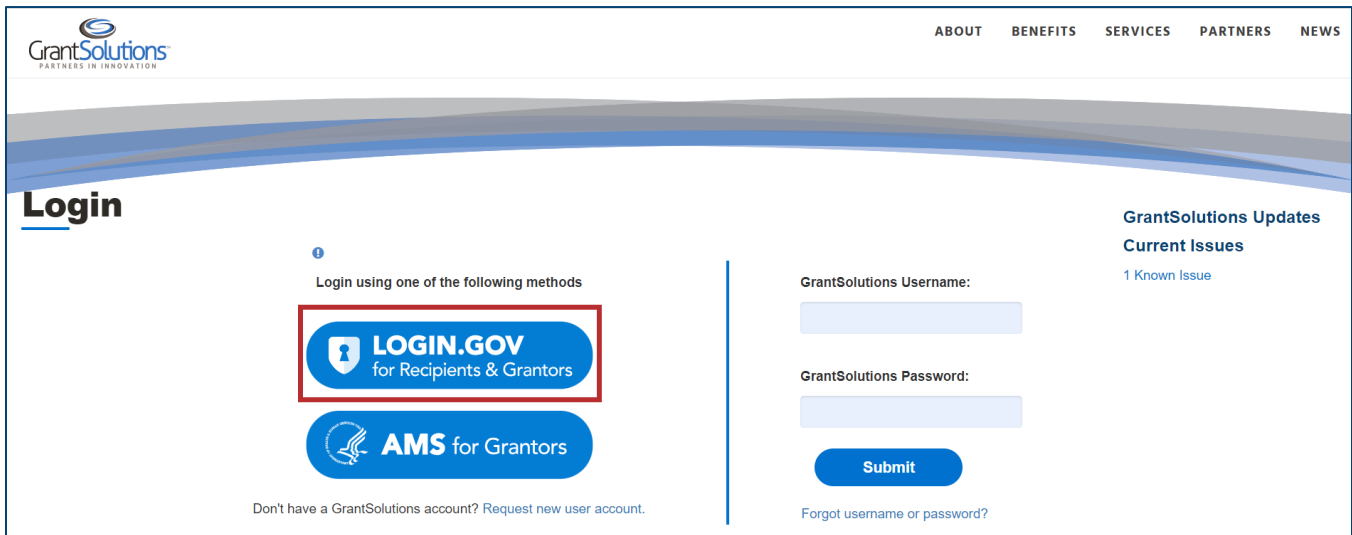 GrantSolutions
PARTNERS IN INNOVATION
ABOUT BENEFITS SERVICES PARTNERS NEWS
Login
Login using one of the following methods
LOGIN.GOV
for Recipients & Grantors
AMS for Grantors
Don't have a GrantSolutions account? Request new user account.
GrantSolutions Username:
GrantSolutions Password:
Submit
Forgot username or password?
GrantSolutions Updates
Current Issues
1 Known Issue